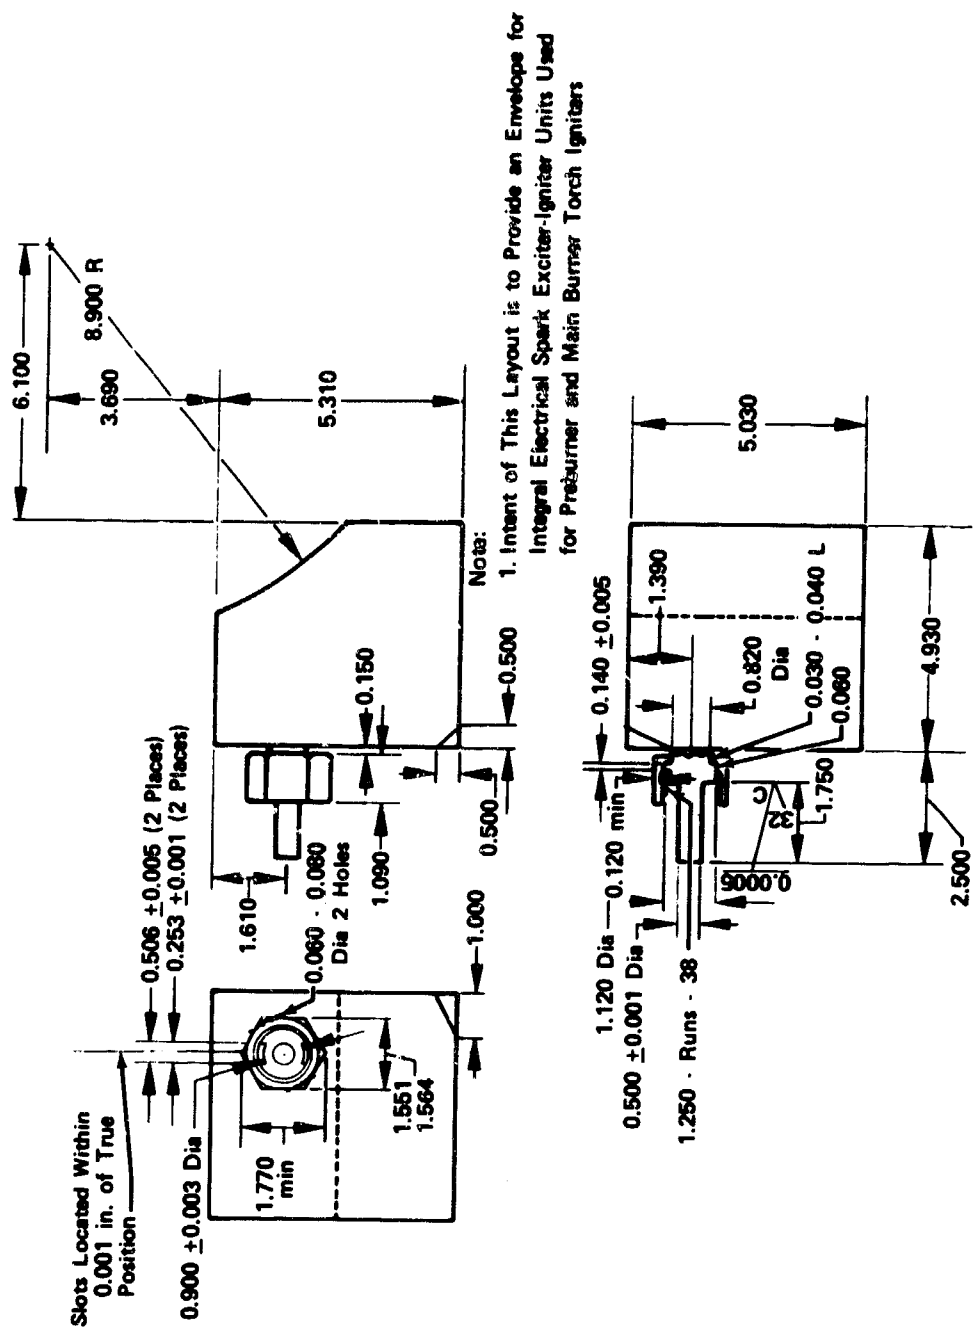 Slots Located Within
0.001 in. of True
Position
0.506 ±0.005 (2 Places)
0.253 ±0.001 (2 Places)
0.900 ±0.003 Dia
1.770
min
1.551
1.564
1.000
0.060 - 0.080
Dia 2 Holes
1.610
1.090
0.150
0.500
0.500
6.100
3.690
8.900 R
5.310
Note:
1. Intent of This Layout is to Provide an Envelope for
Integral Electrical Spark Exciter-Igniter Units Used
for Preburner and Main Burner Torch Igniters
1.120 Dia
0.120 min
0.140 ±0.005
0.500 ±0.001 Dia
1.250 - Runs - 38
1.390
0.820
Dia
0.030 - 0.040 L
0.060
5.030
4.930
1.750
2.500
0.0005
32
C